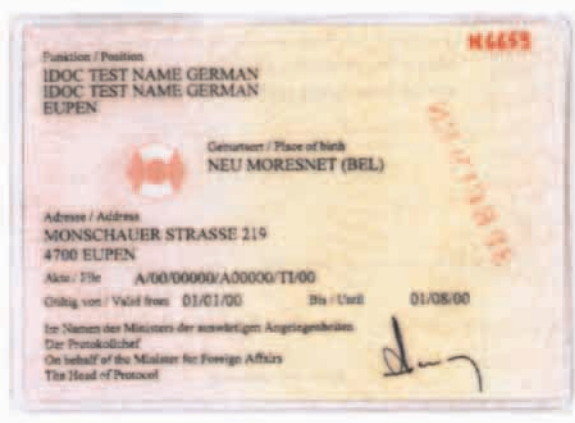 N6659
Funktion / Position
IDOC TEST NAME GERMAN
IDOC TEST NAME GERMAN
EUPEN
Geburtsort / Place of birth
NEU MORESNET (BEL)
Adresse / Address
MONSCHAUER STRASSE 219
4700 EUPEN
Akte / File A/00/00000/A00000/TI/00
Gültig von / Valid from 01/01/00 Bis / Until 01/08/00
Im Namen des Ministers der auswärtigen Angelegenheiten
Der Protokollchef
On behalf of the Minister for Foreign Affairs
The Head of Protocol